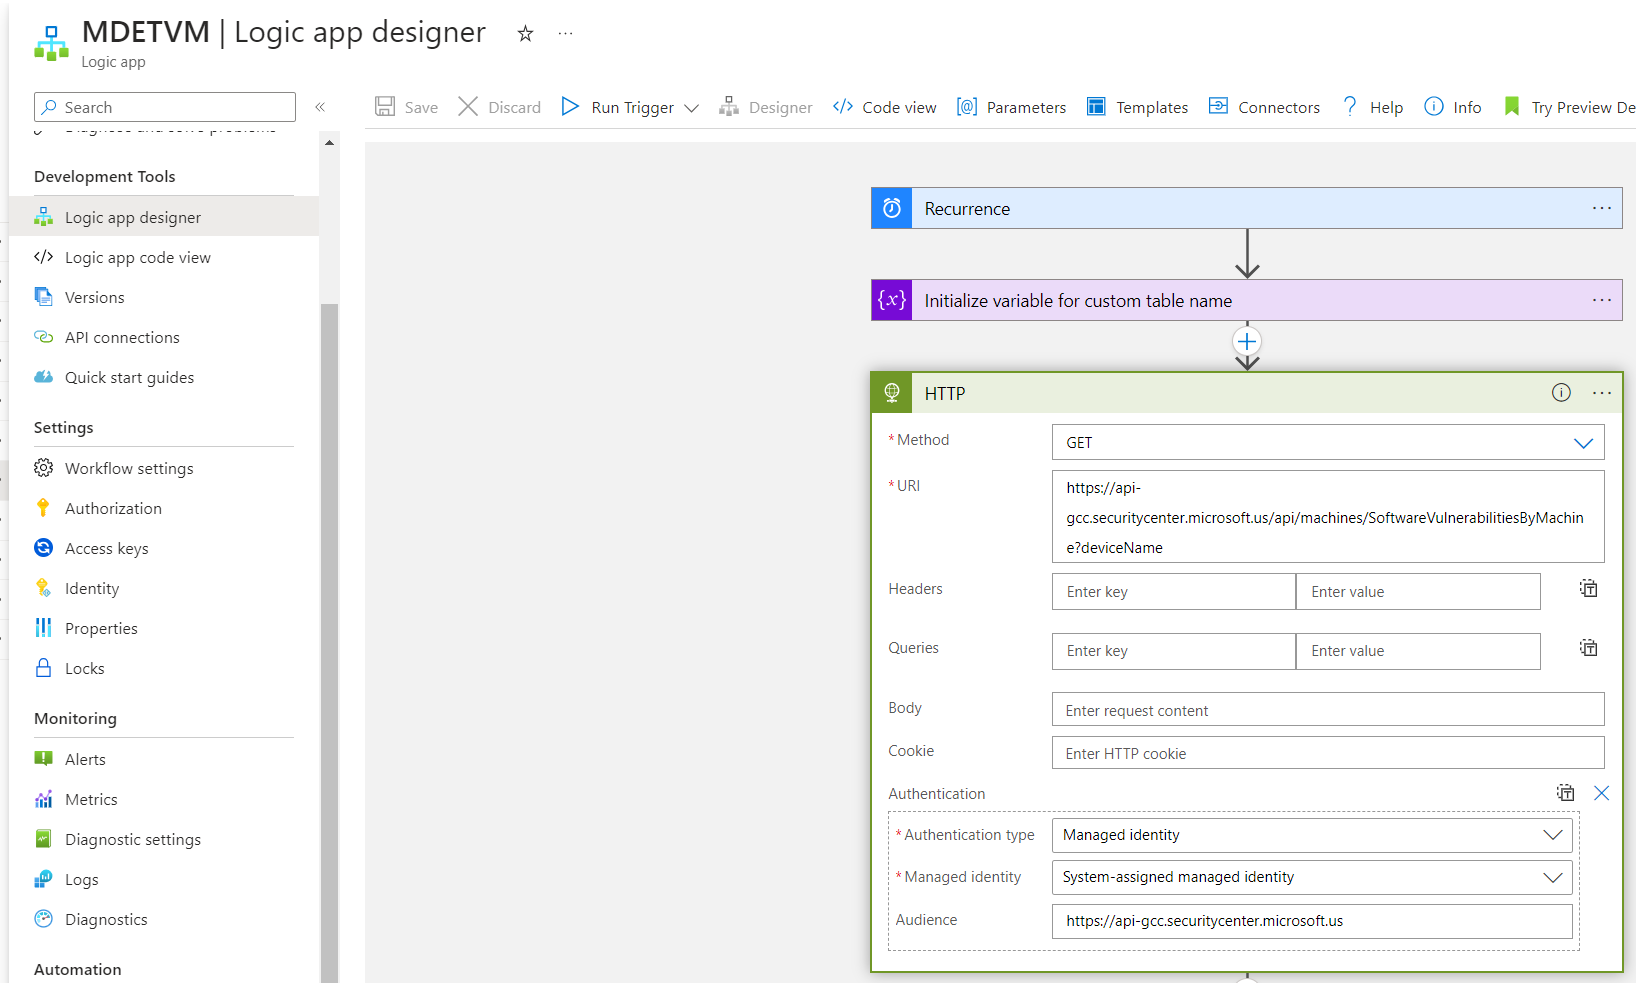 MDETVM | Logic app designer
Logic app
Search
Save
Discard
Run Trigger
Designer
Code view
Parameters
Templates
Connectors
Help
Info
Try Preview De
Diagnose and solve problems
Development Tools
Logic app designer
Logic app code view
Versions
API connections
Quick start guides
Settings
Workflow settings
Authorization
Access keys
Identity
Properties
Locks
Monitoring
Alerts
Metrics
Diagnostic settings
Logs
Diagnostics
Automation
Recurrence
{x} Initialize variable for custom table name
HTTP
* Method
GET
* URI
https://api-
gcc.securitycenter.microsoft.us/api/machines/SoftwareVulnerabilitiesByMachin
e?deviceName
Headers
Enter key
Enter value
Queries
Enter key
Enter value
Body
Enter request content
Cookie
Enter HTTP cookie
Authentication
* Authentication type
Managed identity
* Managed identity
System-assigned managed identity
Audience
https://api-gcc.securitycenter.microsoft.us